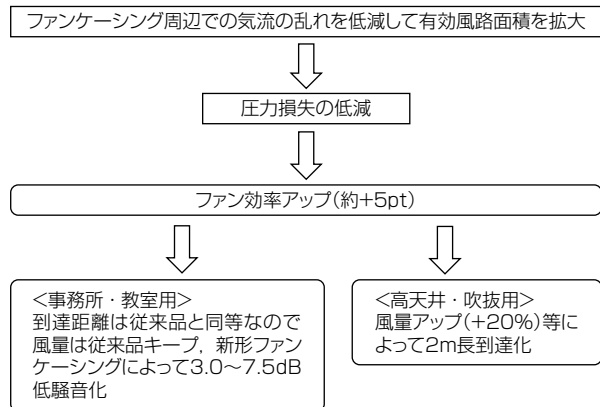 ファンケーシング周辺での気流の乱れを低減して有効風路面積を拡大
圧力損失の低減
ファン効率アップ(約+5pt)
<事務所・教室用>
到達距離は従来品と同等なので
風量は従来品キープ，新形ファン
ケーシングによって3.0～7.5dB
低騒音化
<高天井・吹抜用>
風量アップ(+20%)等に
よって2m長到達化